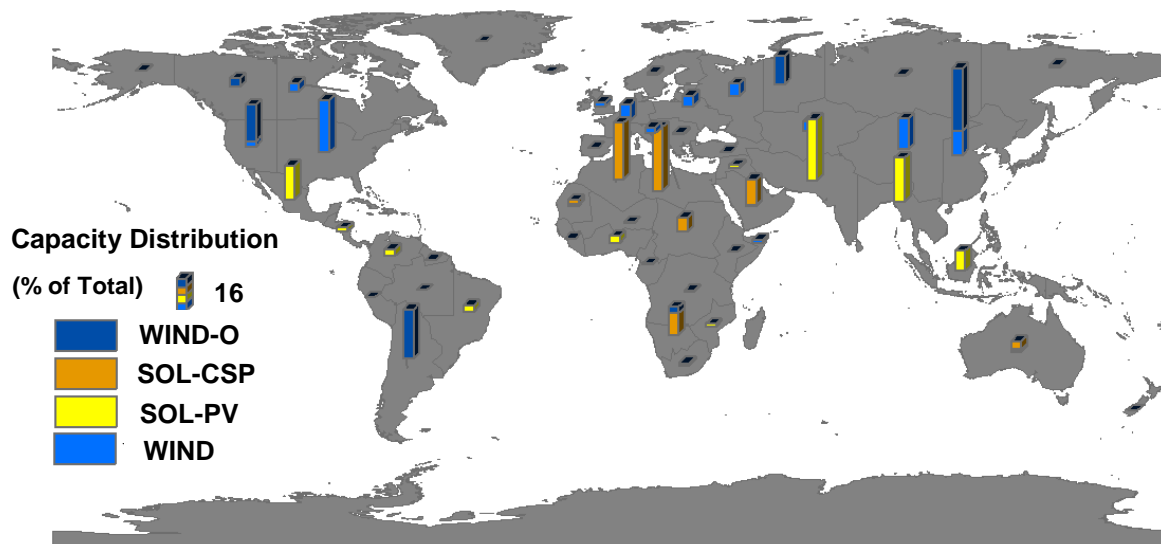 Capacity Distribution
(% of Total) 16
WIND-O
SOL-CSP
SOL-PV
WIND